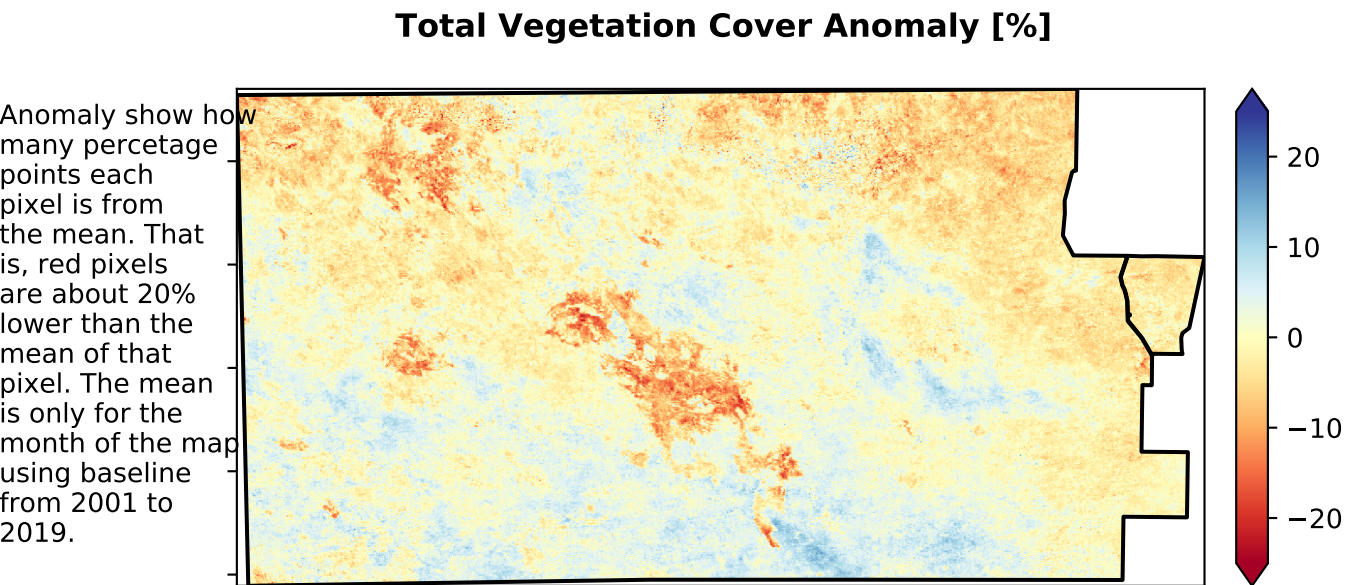 Total Vegetation Cover Anomaly [%]
Anomaly show how
many percetage
points each
pixel is from
the mean. That
is, red pixels
are about 20%
lower than the
mean of that
pixel. The mean
is only for the
month of the map
using baseline
from 2001 to
2019.
20
10
0
−10
−20